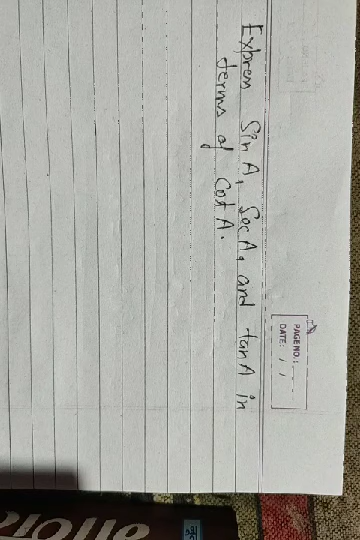 PAGE NO.:
DATE: / /
Express Sin A, Sec A, and tan A in
terms of Cot A.